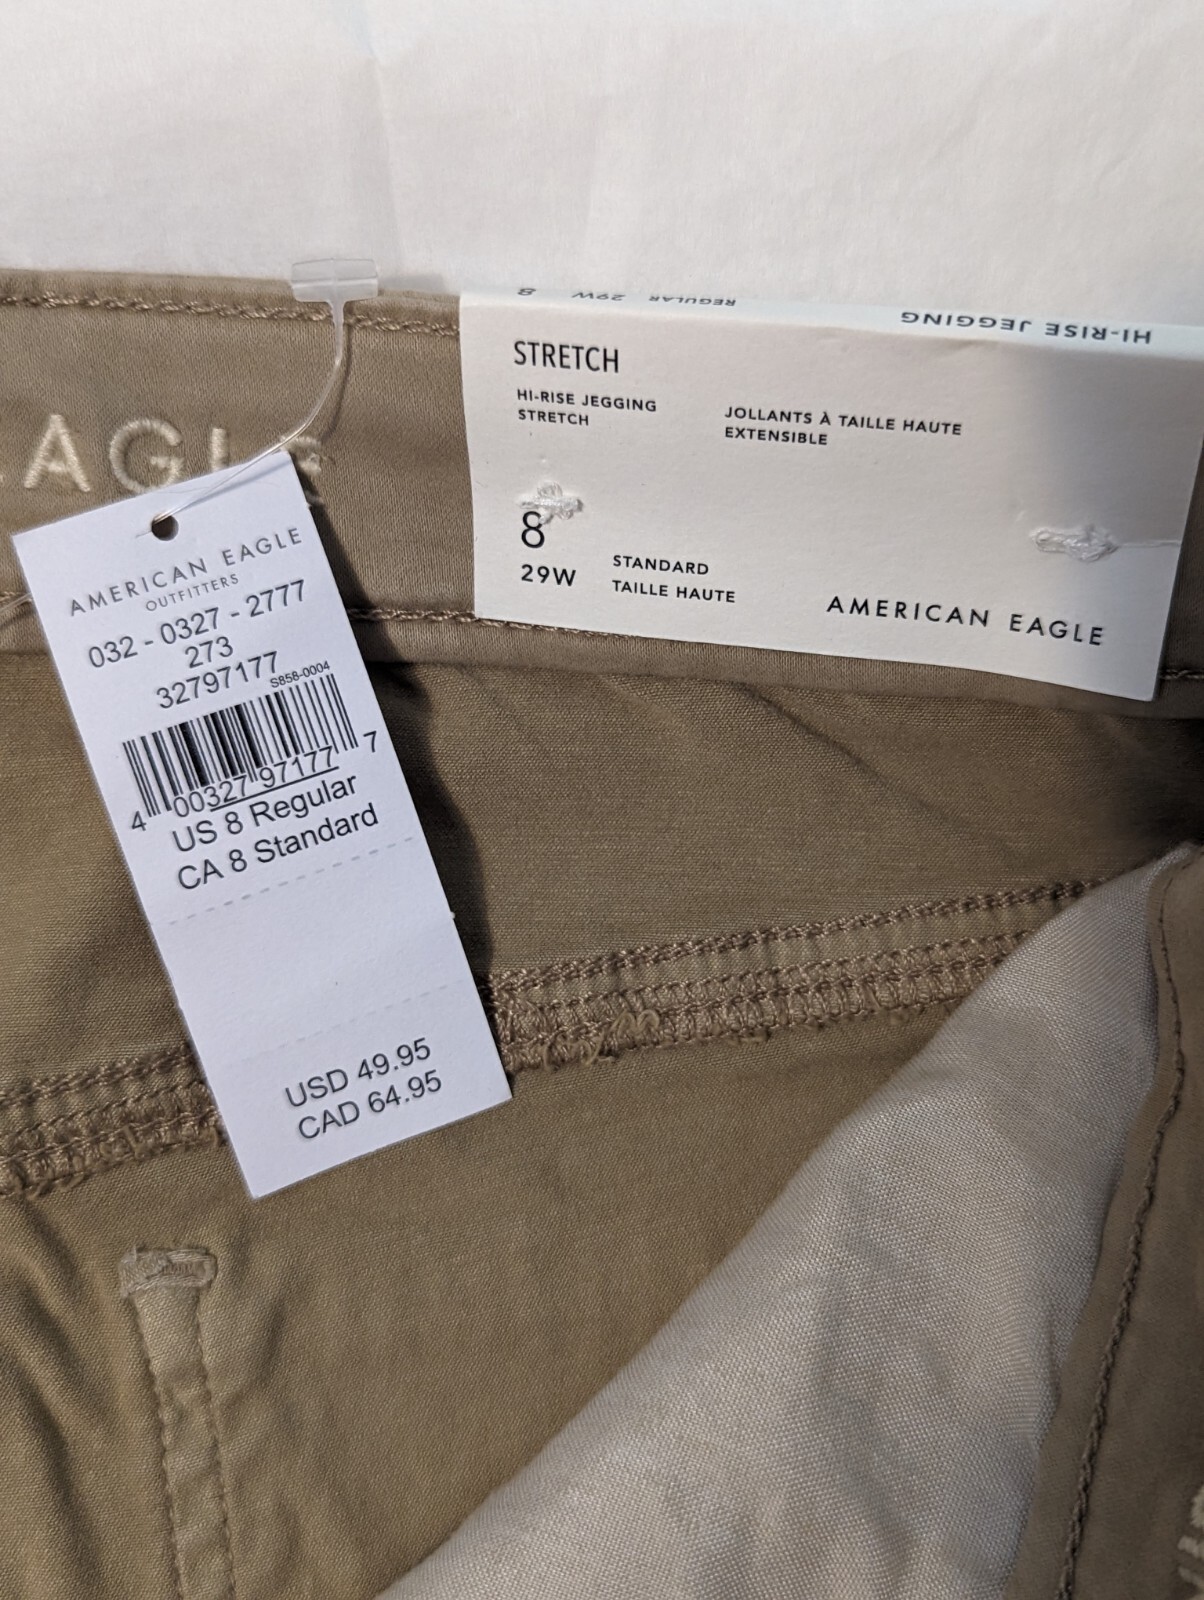 HI-RISE JEGGING REGULAR 29W 8
STRETCH
HI-RISE JEGGING
STRETCH
JOLLANTS À TAILLE HAUTE
EXTENSIBLE
8
29W
STANDARD
TAILLE HAUTE
AMERICAN EAGLE
EAGLE
AMERICAN EAGLE
OUTFITTERS
032 - 0327 - 2777
273
32797177
S858-0004
4 00327 97177 7
US 8 Regular
CA 8 Standard
USD 49.95
CAD 64.95